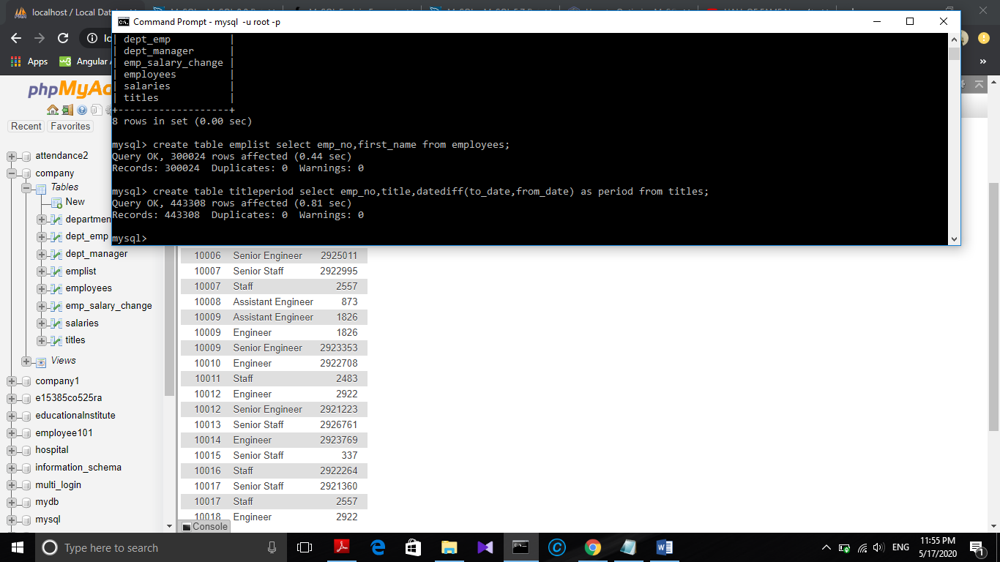 localhost / Local Data
Command Prompt - mysql -u root -p
Apps
Angular
phpMyAd
Recent Favorites
attendance2
company
Tables
New
departmen
dept_emp
dept_manager
emplist
employees
emp_salary_change
salaries
titles
Views
company1
e15385co525ra
educationalnstitute
employee101
hospital
information_schema
multi_login
mydb
mysql
| dept_emp |
| dept_manager |
| emp_salary_change |
| employees |
| salaries |
| titles |
+-------------------+
8 rows in set (0.00 sec)
mysql> create table emplist select emp_no,first_name from employees;
Query OK, 300024 rows affected (0.44 sec)
Records: 300024 Duplicates: 0 Warnings: 0
mysql> create table titleperiod select emp_no,title,datediff(to_date,from_date) as period from titles;
Query OK, 443308 rows affected (0.81 sec)
Records: 443308 Duplicates: 0 Warnings: 0
mysql>
10006 Senior Engineer 2925011
10007 Senior Staff 2922995
10007 Staff 2557
10008 Assistant Engineer 873
10009 Assistant Engineer 1826
10009 Engineer 1826
10009 Senior Engineer 2923353
10010 Engineer 2922708
10011 Staff 2483
10012 Engineer 2922
10012 Senior Engineer 2921223
10013 Senior Staff 2926761
10014 Engineer 2923769
10015 Senior Staff 337
10016 Staff 2922264
10017 Senior Staff 2921360
10017 Staff 2557
10018 Engineer 2922
Console
Type here to search
ENG
11:55 PM
5/17/2020
1